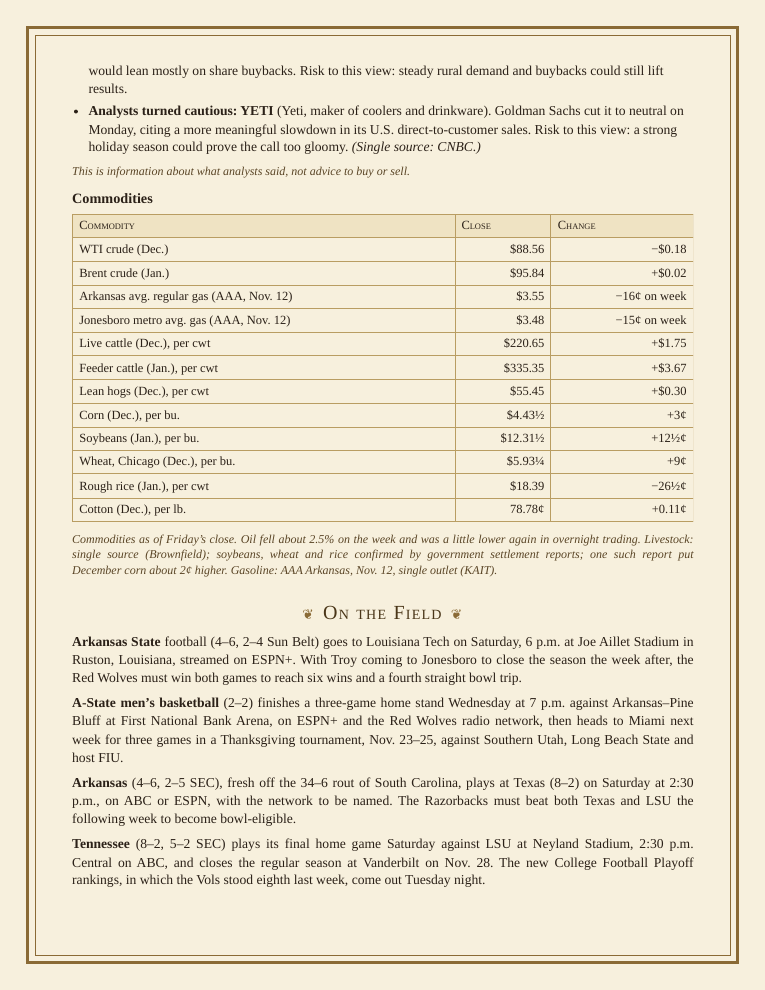 would lean mostly on share buybacks. Risk to this view: steady rural demand and buybacks could still lift
results.
• Analysts turned cautious: YETI (Yeti, maker of coolers and drinkware). Goldman Sachs cut it to neutral on
Monday, citing a more meaningful slowdown in its U.S. direct-to-customer sales. Risk to this view: a strong
holiday season could prove the call too gloomy. (Single source: CNBC.)
This is information about what analysts said, not advice to buy or sell.
Commodities
Commodity Close Change
WTI crude (Dec.) $88.56 −$0.18
Brent crude (Jan.) $95.84 +$0.02
Arkansas avg. regular gas (AAA, Nov. 12) $3.55 −16¢ on week
Jonesboro metro avg. gas (AAA, Nov. 12) $3.48 −15¢ on week
Live cattle (Dec.), per cwt $220.65 +$1.75
Feeder cattle (Jan.), per cwt $335.35 +$3.67
Lean hogs (Dec.), per cwt $55.45 +$0.30
Corn (Dec.), per bu. $4.43½ +3¢
Soybeans (Jan.), per bu. $12.31½ +12½¢
Wheat, Chicago (Dec.), per bu. $5.93¼ +9¢
Rough rice (Jan.), per cwt $18.39 −26½¢
Cotton (Dec.), per lb. 78.78¢ +0.11¢
Commodities as of Friday’s close. Oil fell about 2.5% on the week and was a little lower again in overnight trading. Livestock:
single source (Brownfield); soybeans, wheat and rice confirmed by government settlement reports; one such report put
December corn about 2¢ higher. Gasoline: AAA Arkansas, Nov. 12, single outlet (KAIT).
❦ On the Field ❦
Arkansas State football (4–6, 2–4 Sun Belt) goes to Louisiana Tech on Saturday, 6 p.m. at Joe Aillet Stadium in
Ruston, Louisiana, streamed on ESPN+. With Troy coming to Jonesboro to close the season the week after, the
Red Wolves must win both games to reach six wins and a fourth straight bowl trip.
A-State men’s basketball (2–2) finishes a three-game home stand Wednesday at 7 p.m. against Arkansas–Pine
Bluff at First National Bank Arena, on ESPN+ and the Red Wolves radio network, then heads to Miami next
week for three games in a Thanksgiving tournament, Nov. 23–25, against Southern Utah, Long Beach State and
host FIU.
Arkansas (4–6, 2–5 SEC), fresh off the 34–6 rout of South Carolina, plays at Texas (8–2) on Saturday at 2:30
p.m., on ABC or ESPN, with the network to be named. The Razorbacks must beat both Texas and LSU the
following week to become bowl-eligible.
Tennessee (8–2, 5–2 SEC) plays its final home game Saturday against LSU at Neyland Stadium, 2:30 p.m.
Central on ABC, and closes the regular season at Vanderbilt on Nov. 28. The new College Football Playoff
rankings, in which the Vols stood eighth last week, come out Tuesday night.